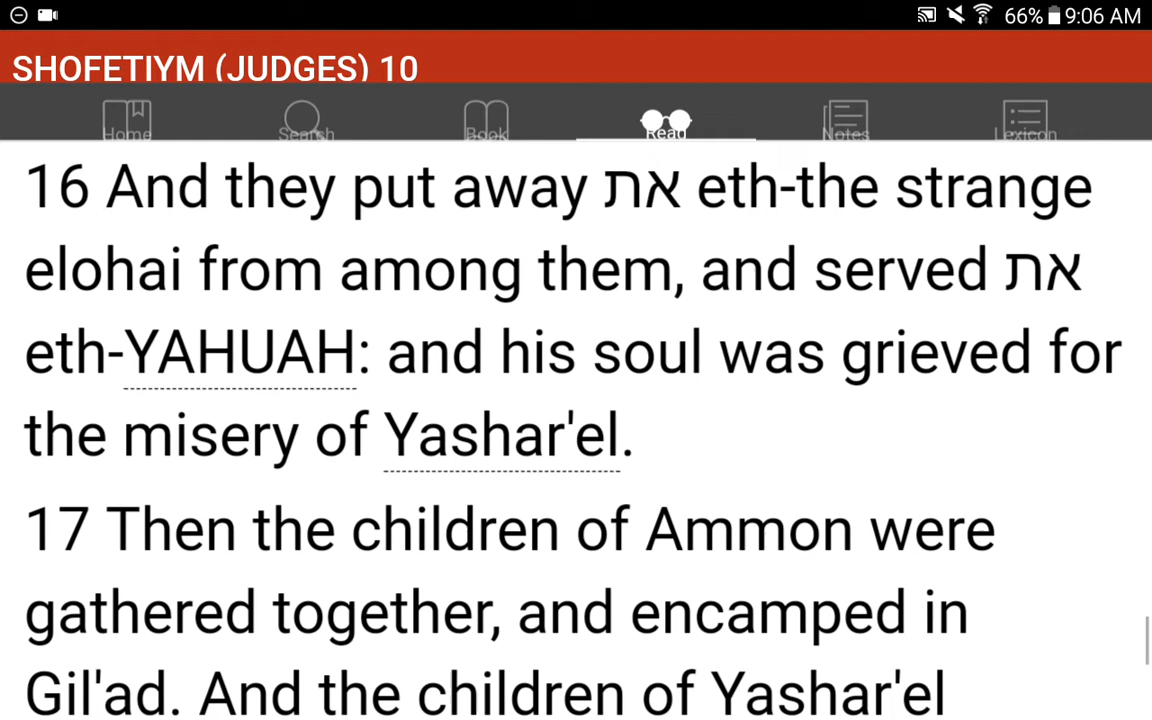 66% 9:06 AM
SHOFETIYM (JUDGES) 10
Home Search Book Read Notes Lexicon
16 And they put away את eth-the strange
elohai from among them, and served את
eth-YAHUAH: and his soul was grieved for
the misery of Yashar'el.
17 Then the children of Ammon were
gathered together, and encamped in
Gil'ad. And the children of Yashar'el